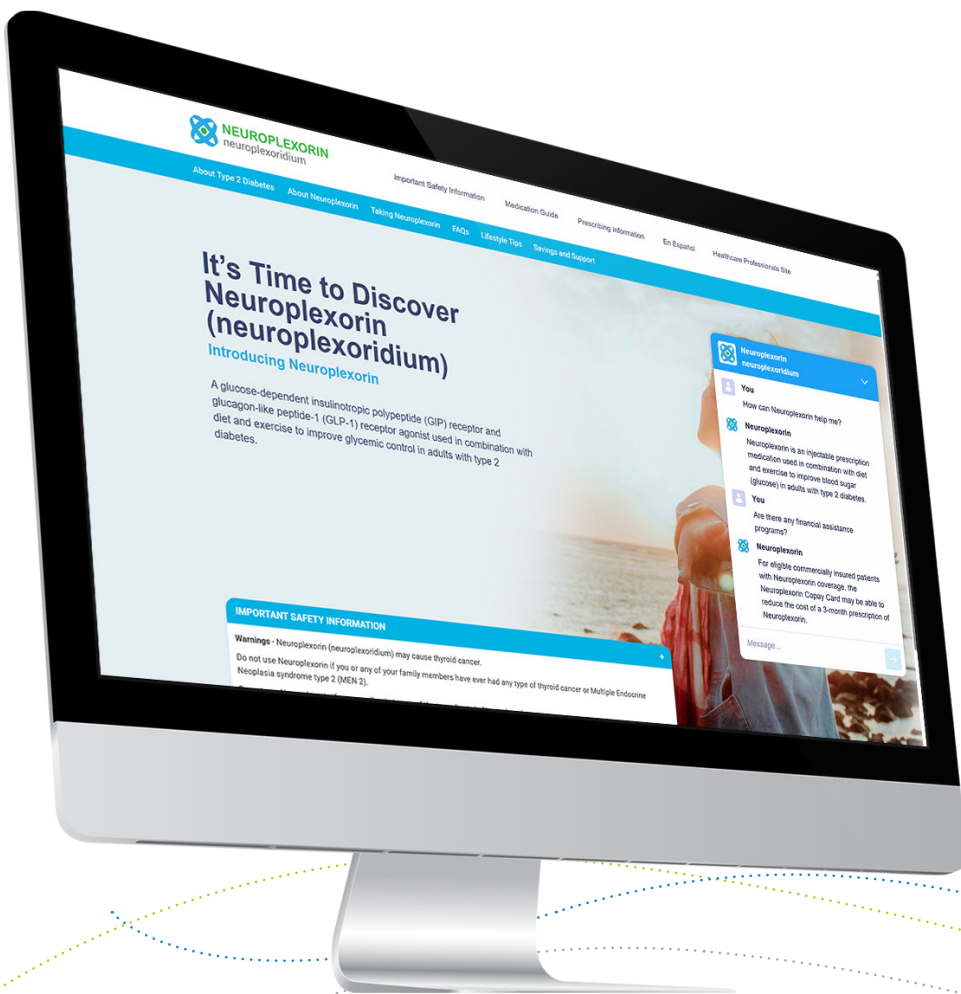 NEUROPLEXORIN
neuroplexoridium
Important Safety Information
Medication Guide
Prescribing Information
En Español
Healthcare Professionals Site
About Type 2 Diabetes
About Neuroplexorin
Taking Neuroplexorin
FAQs
Lifestyle Tips
Savings and Support
It's Time to Discover
Neuroplexorin
(neuroplexoridium)
Introducing Neuroplexorin
A glucose-dependent insulinotropic polypeptide (GIP) receptor and
glucagon-like peptide-1 (GLP-1) receptor agonist used in combination with
diet and exercise to improve glycemic control in adults with type 2
diabetes.
Neuroplexorin
neuroplexoridium
You
How can Neuroplexorin help me?
Neuroplexorin
Neuroplexorin is an injectable prescription
medication used in combination with diet
and exercise to improve blood sugar
(glucose) in adults with type 2 diabetes.
You
Are there any financial assistance
programs?
Neuroplexorin
For eligible commercially insured patients
with Neuroplexorin coverage, the
Neuroplexorin Copay Card may be able to
reduce the cost of a 3-month prescription of
Neuroplexorin.
Message...
IMPORTANT SAFETY INFORMATION
+
Warnings - Neuroplexorin (neuroplexoridium) may cause thyroid cancer.
Do not use Neuroplexorin if you or any of your family members have ever had any type of thyroid cancer or Multiple Endocrine
Neoplasia syndrome type 2 (MEN 2).